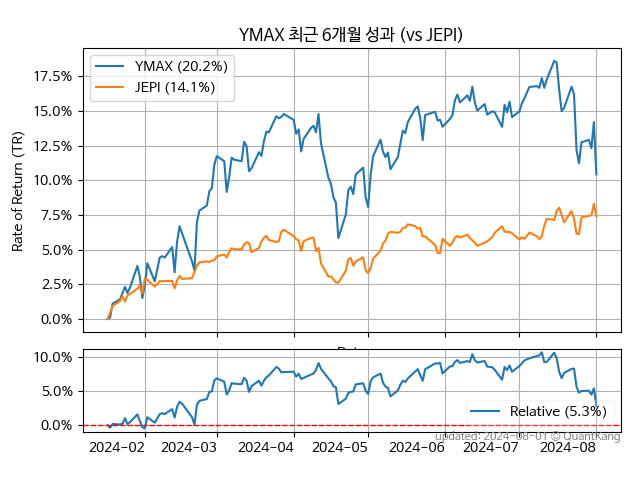 YMAX 최근 6개월 성과 (vs JEPI)
YMAX (20.2%)
JEPI (14.1%)
Rate of Return (TR)
17.5%
15.0%
12.5%
10.0%
7.5%
5.0%
2.5%
0.0%
10.0%
5.0%
0.0%
Relative (5.3%)
updated: 2024-08-01 © QuantKang
2024-02 2024-03 2024-04 2024-05 2024-06 2024-07 2024-08